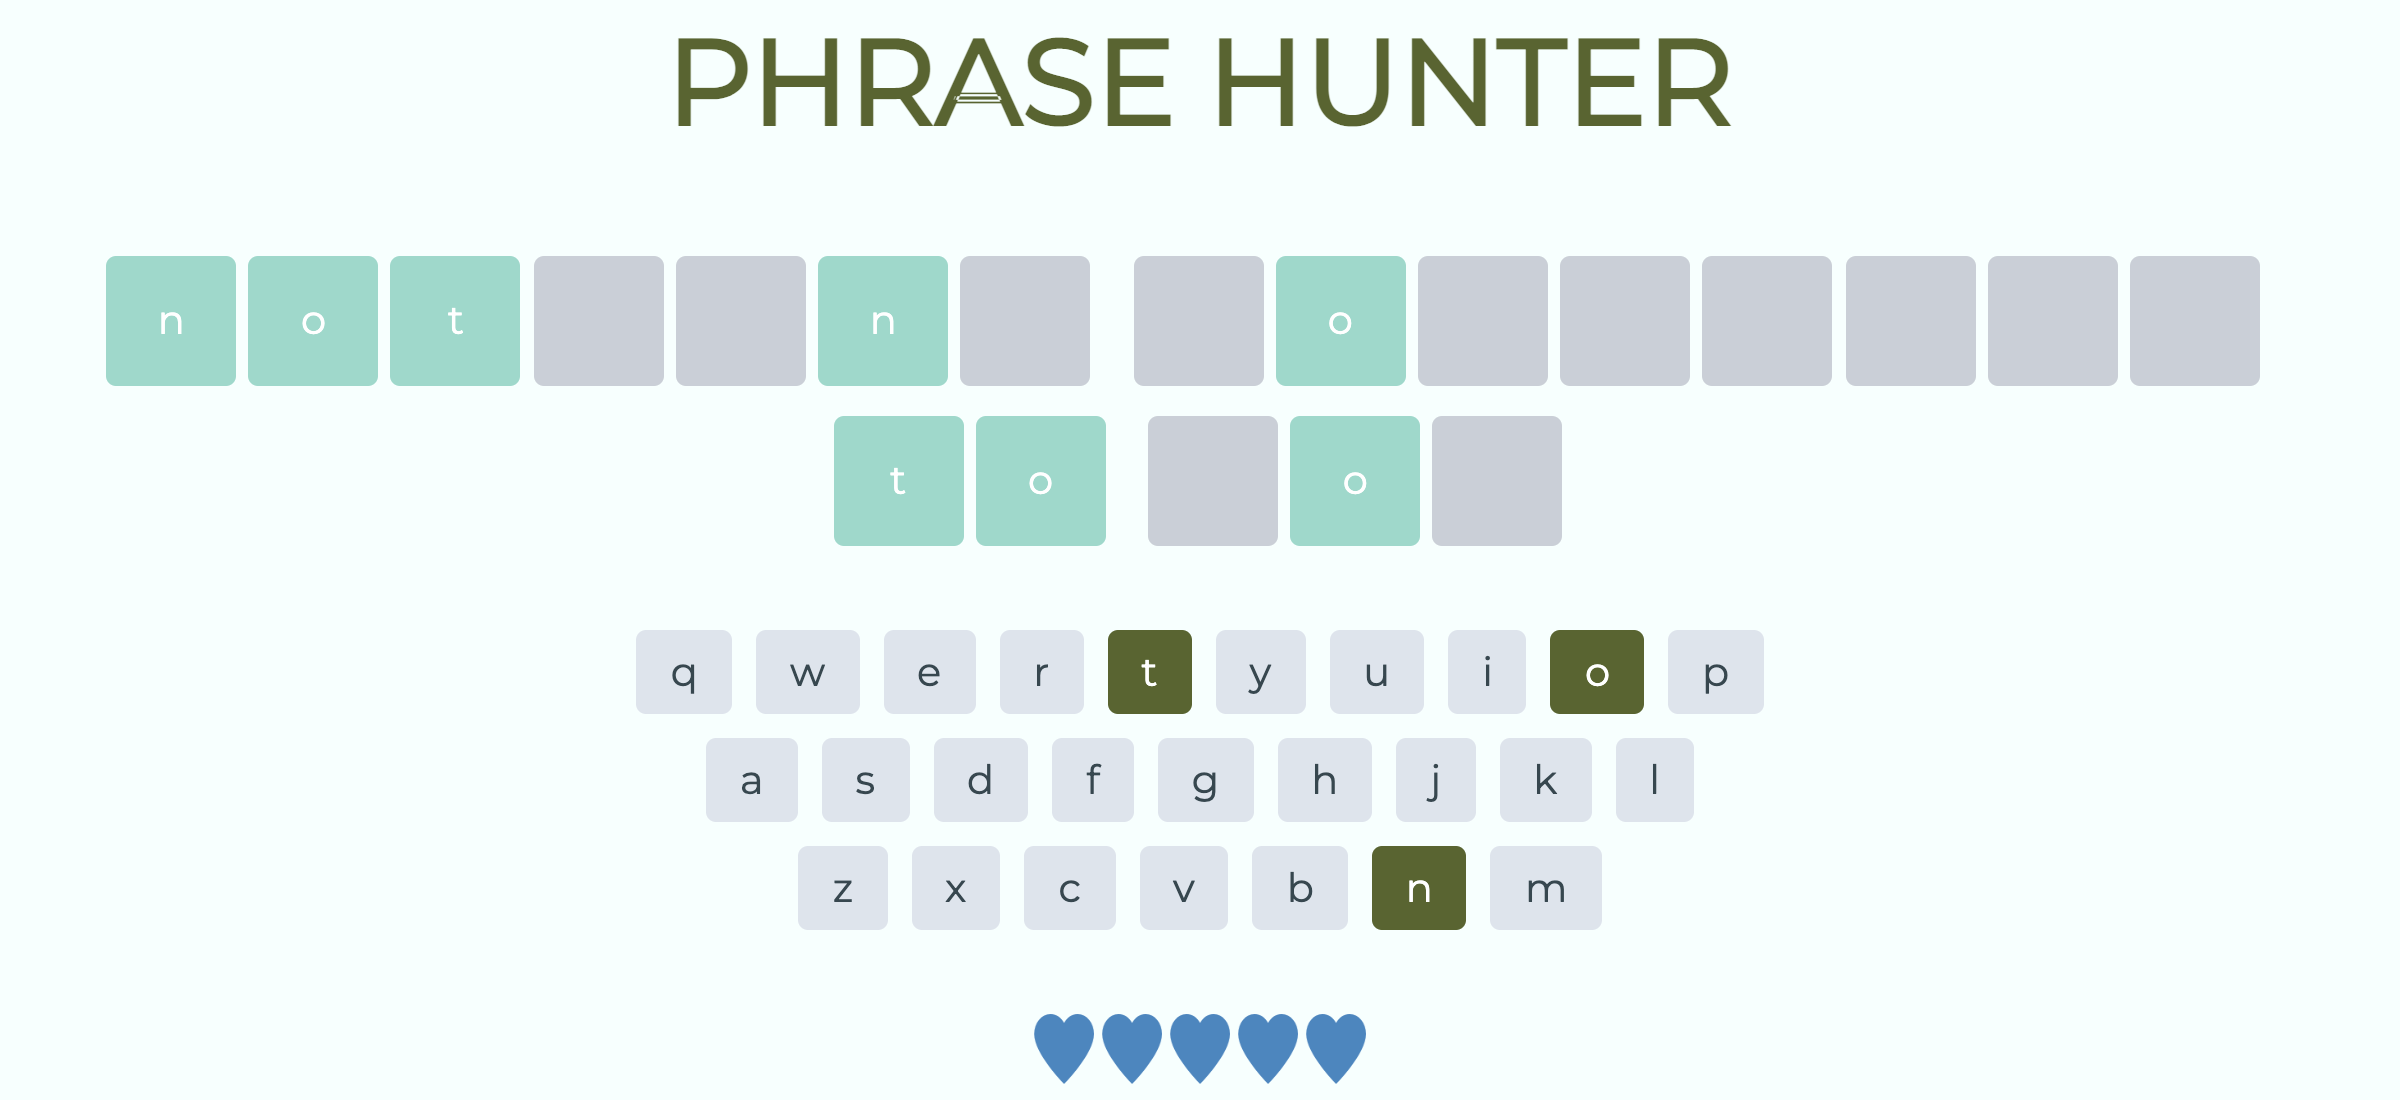 PHRASE HUNTER
n o t n o
t o o
q w e r t y u i o p
a s d f g h j k l
z x c v b n m